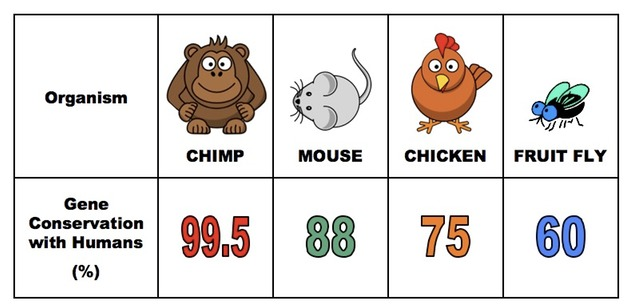 Organism
CHIMP
MOUSE
CHICKEN
FRUIT FLY
Gene
Conservation
with Humans
(%)
99.5
88
75
60